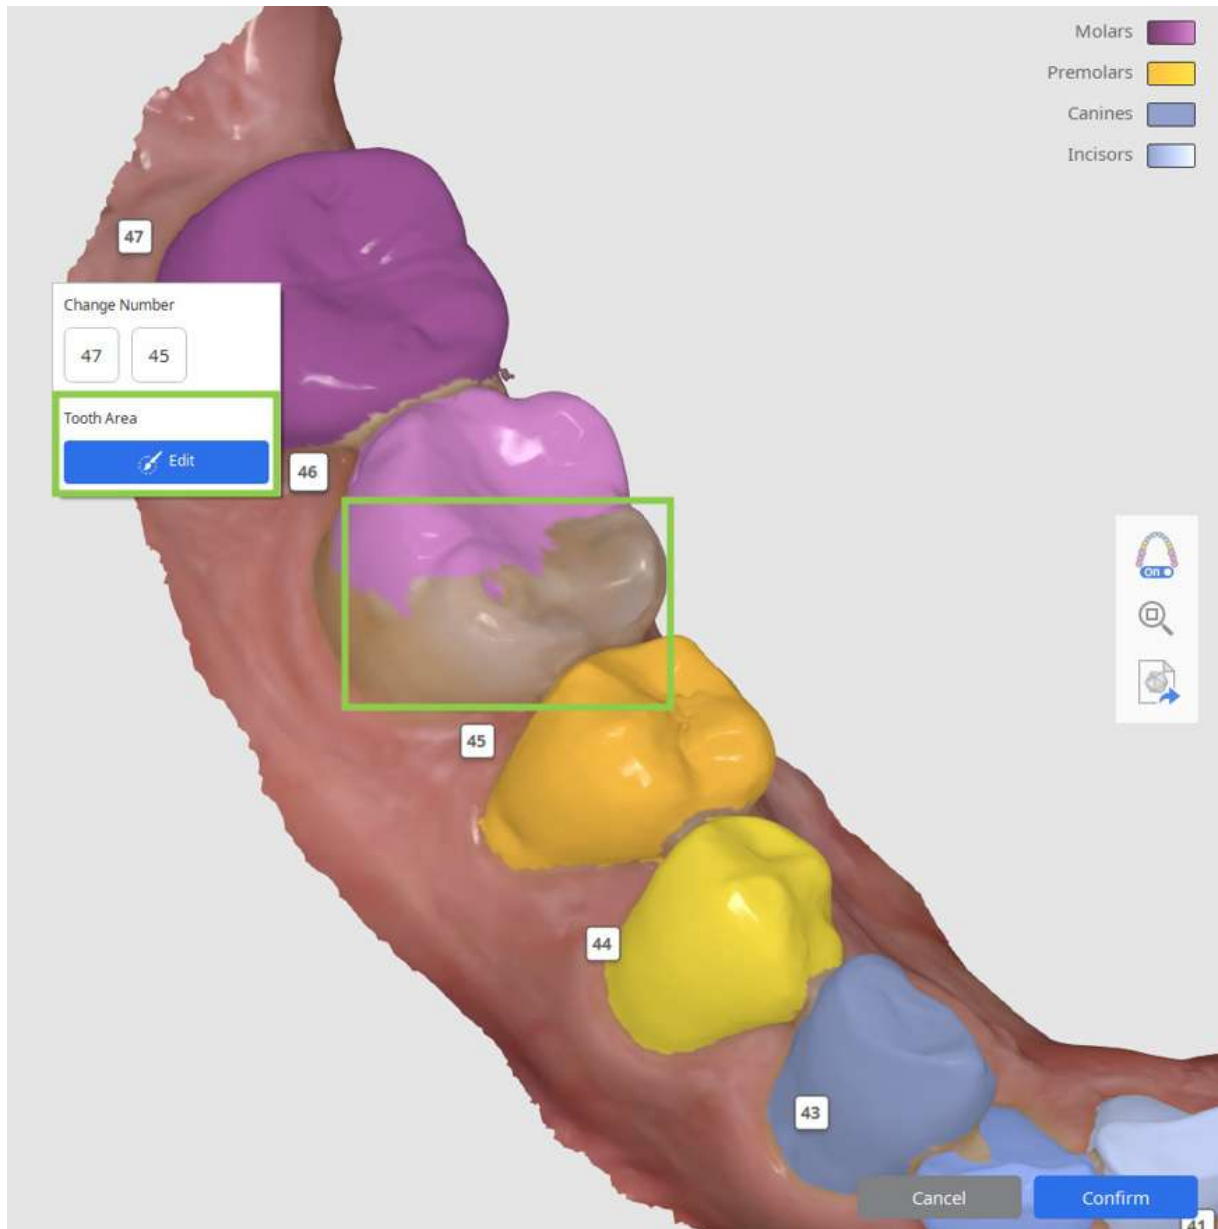 Molars
Premolars
Canines
Incisors
47
Change Number
47 45
Tooth Area
Edit
46
On
45
44
43
Cancel Confirm
41